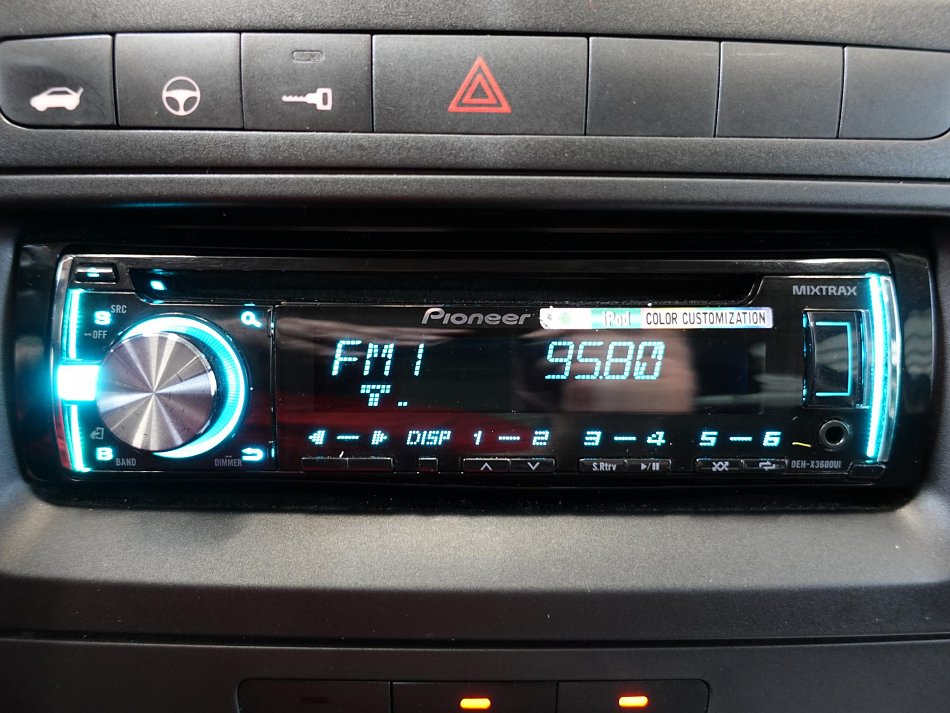 MIXTRAX
SRC
OFF
Pioneer
iPod COLOR CUSTOMIZATION
FM1 95.80
DISP 1 2 3 4 5 6
B BAND
DIMMER
S.Rtrv
DEH-X3600UI